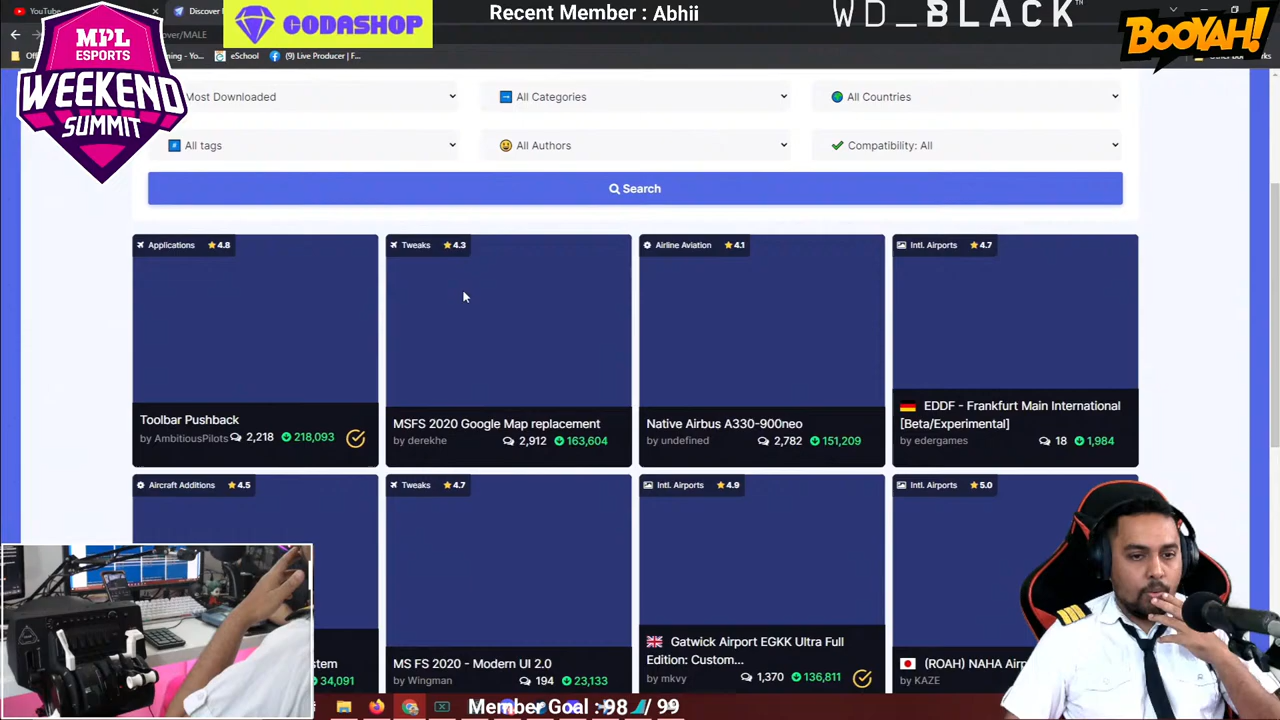 YouTube
Discover
Recent Member : Abhii
CODASHOP
WD_BLACK™
BOOYAH!
MPL
ESPORTS
WEEKEND
SUMMIT
over/MALE
eSchool
(9) Live Producer | F...
Most Downloaded
All Categories
All Countries
All tags
All Authors
Compatibility: All
Search
Applications 4.8
Tweaks 4.3
Airline Aviation 4.1
Intl. Airports 4.7
Toolbar Pushback
by AmbitiousPilots 2,218 218,093
MSFS 2020 Google Map replacement
by derekhe 2,912 163,604
Native Airbus A330-900neo
by undefined 2,782 151,209
EDDF - Frankfurt Main International
[Beta/Experimental]
by edergames 18 1,984
Aircraft Additions 4.5
Tweaks 4.7
Intl. Airports 4.9
Intl. Airports 5.0
stem
34,091
MS FS 2020 - Modern UI 2.0
by Wingman 194 23,133
Gatwick Airport EGKK Ultra Full
Edition: Custom...
by mkvy 1,370 136,811
(ROAH) NAHA Airp
by KAZE
Member Goal : 98 / 99